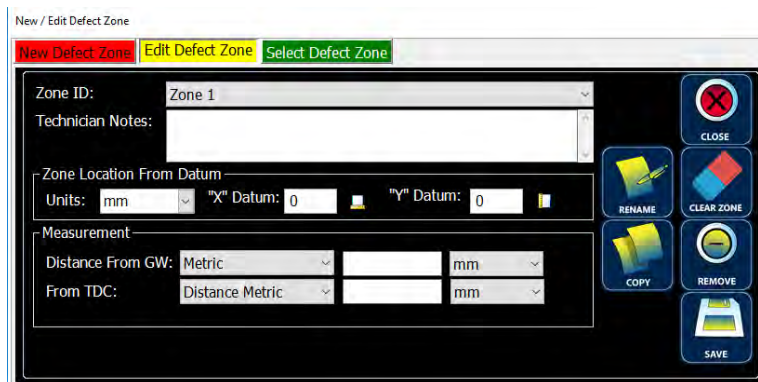 New / Edit Defect Zone
New Defect Zone Edit Defect Zone Select Defect Zone
Zone ID: Zone 1
Technician Notes:
CLOSE
Zone Location From Datum
Units: mm "X" Datum: 0 "Y" Datum: 0
RENAME CLEAR ZONE
Measurement
Distance From GW: Metric mm
From TDC: Distance Metric mm
COPY REMOVE
SAVE